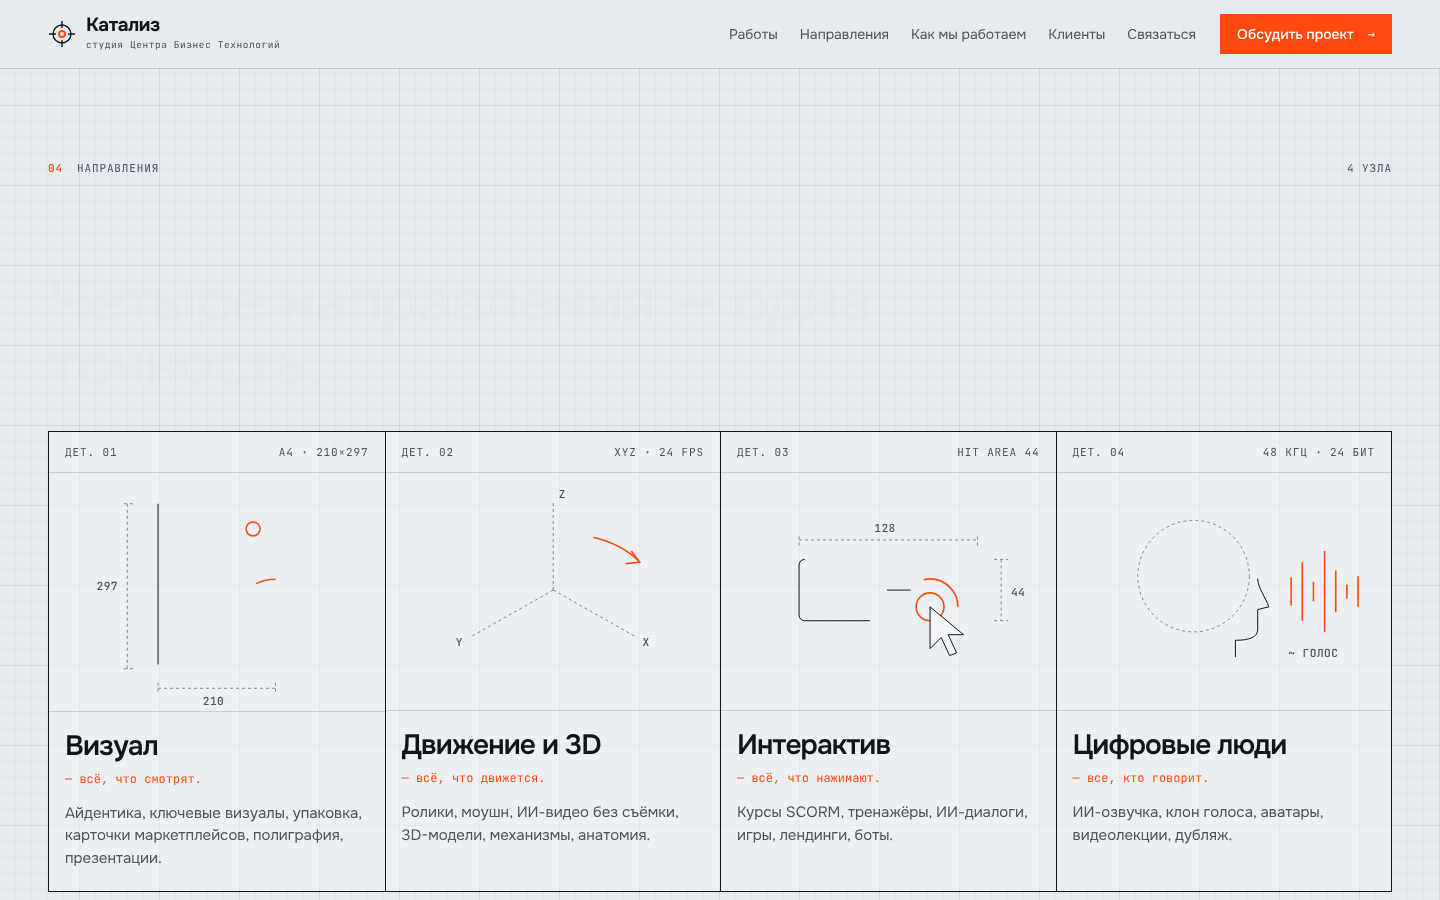 Катализ
студия Центра Бизнес Технологий
Работы
Направления
Как мы работаем
Клиенты
Связаться
Обсудить проект →
04 НАПРАВЛЕНИЯ
4 УЗЛА
Четыре направления — одна
точность.
ДЕТ. 01
A4 · 210×297
ДЕТ. 02
XYZ · 24 FPS
ДЕТ. 03
HIT AREA 44
ДЕТ. 04
48 КГЦ · 24 БИТ
297
210
Z
Y
X
128
44
~ ГОЛОС
Визуал
— всё, что смотрят.
Айдентика, ключевые визуалы, упаковка,
карточки маркетплейсов, полиграфия,
презентации.
Движение и 3D
— всё, что движется.
Ролики, моушн, ИИ-видео без съёмки,
3D-модели, механизмы, анатомия.
Интерактив
— всё, что нажимают.
Курсы SCORM, тренажёры, ИИ-диалоги,
игры, лендинги, боты.
Цифровые люди
— все, кто говорит.
ИИ-озвучка, клон голоса, аватары,
видеолекции, дубляж.